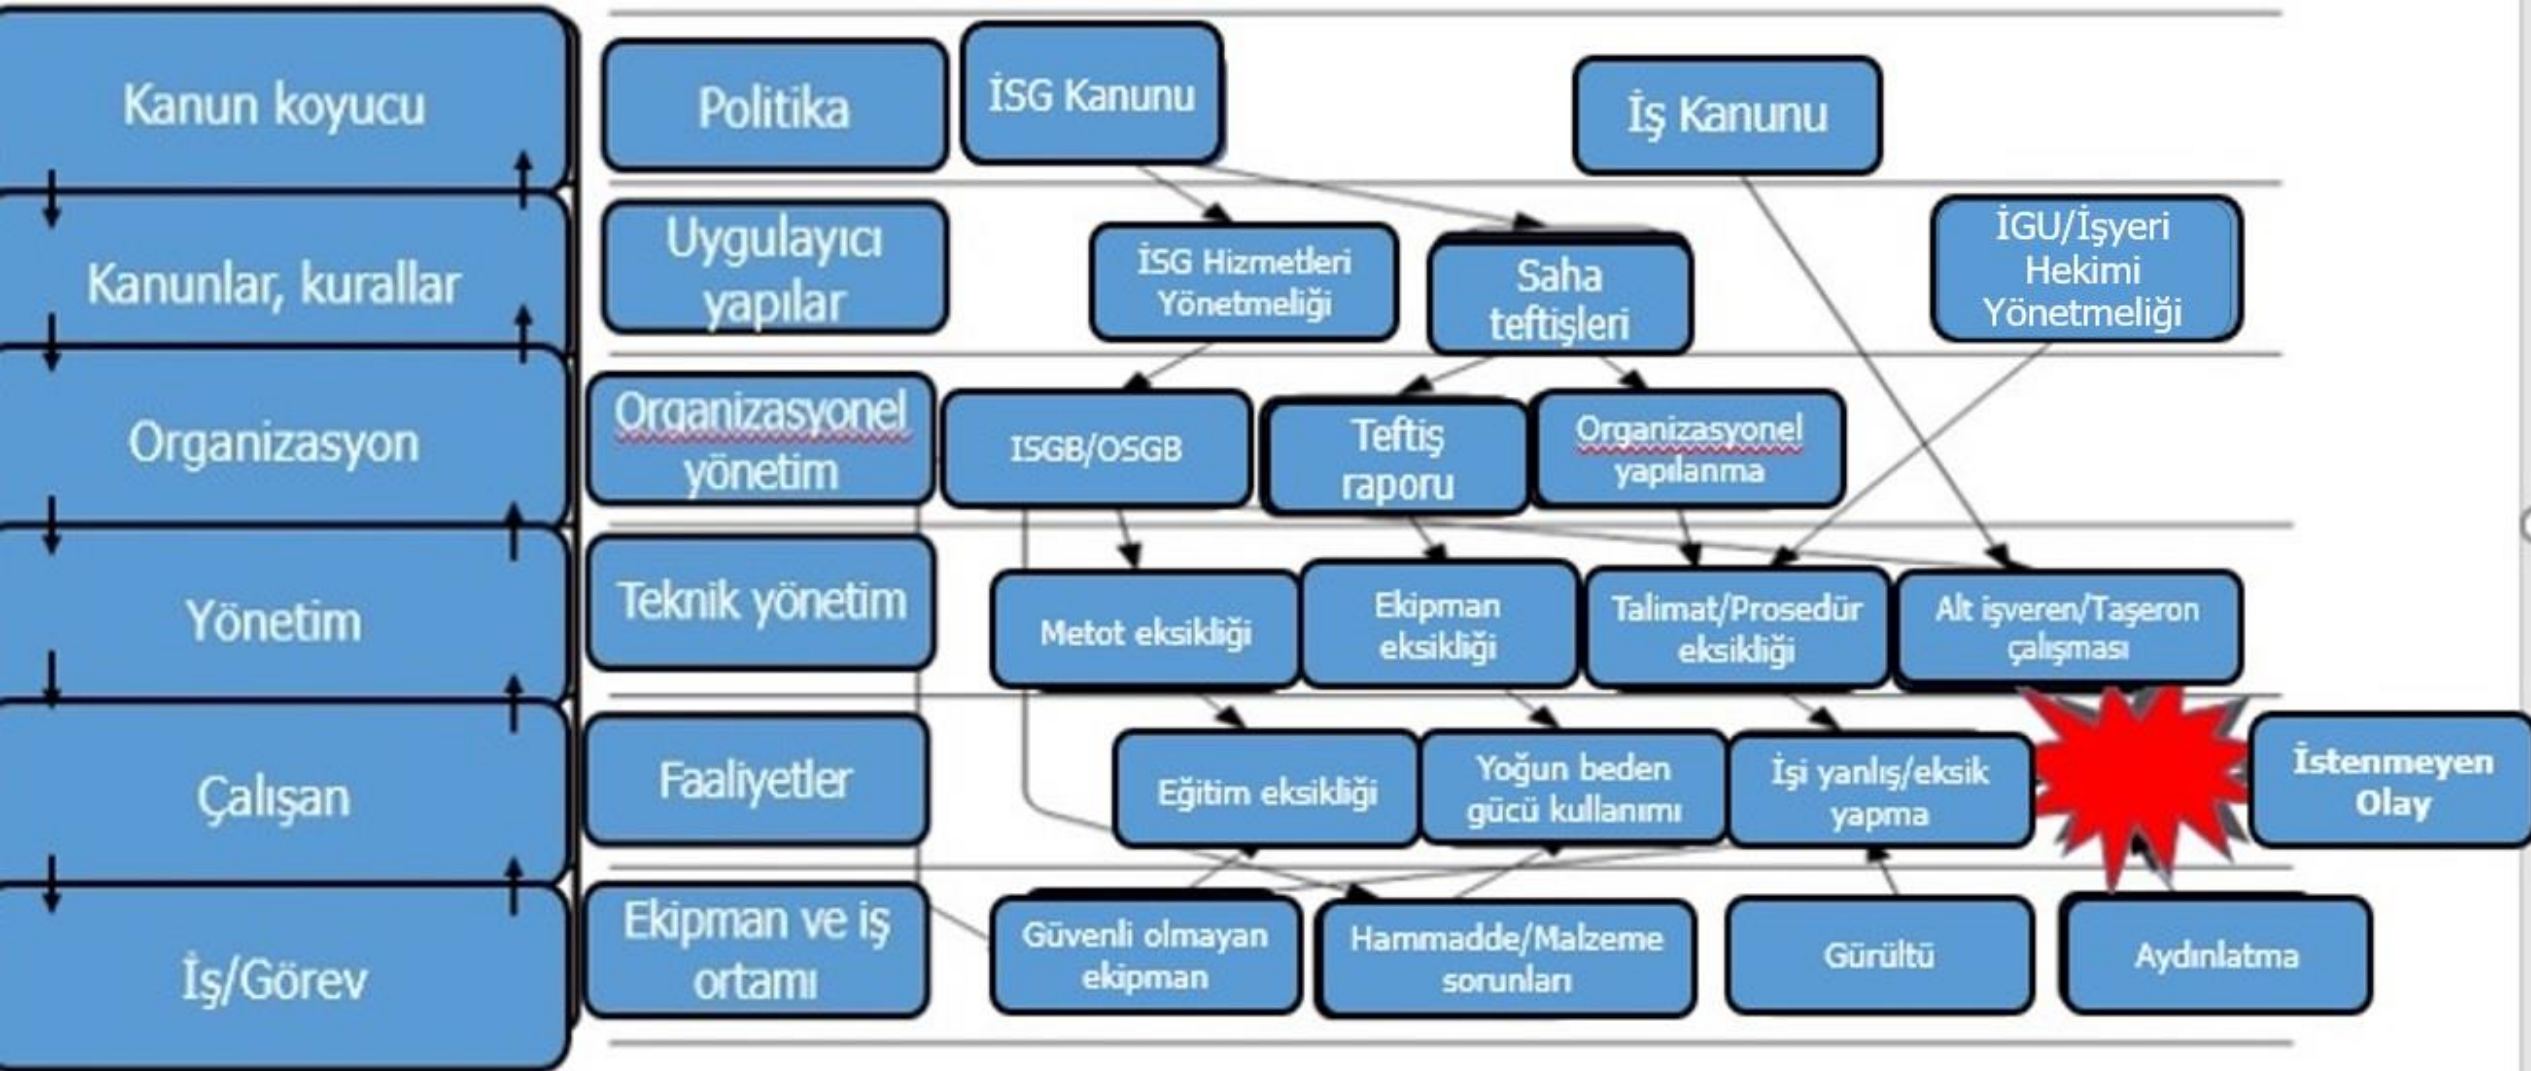 Kanun koyucu
Politika
İSG Kanunu
İş Kanunu
Kanunlar, kurallar
Uygulayıcı
yapılar
İSG Hizmetleri
Yönetmeliği
Saha
teftişleri
İGU/İşyeri
Hekimi
Yönetmeliği
Organizasyon
Organizasyonel
yönetim
ISGB/OSGB
Teftiş
raporu
Organizasyonel
yapılanma
Yönetim
Teknik yönetim
Metot eksikliği
Ekipman
eksikliği
Talimat/Prosedür
eksikliği
Alt işveren/Taşeron
çalışması
Çalışan
Faaliyetler
Eğitim eksikliği
Yoğun beden
gücü kullanımı
İşi yanlış/eksik
yapma
İstenmeyen
Olay
İş/Görev
Ekipman ve iş
ortamı
Güvenli olmayan
ekipman
Hammadde/Malzeme
sorunları
Gürültü
Aydınlatma